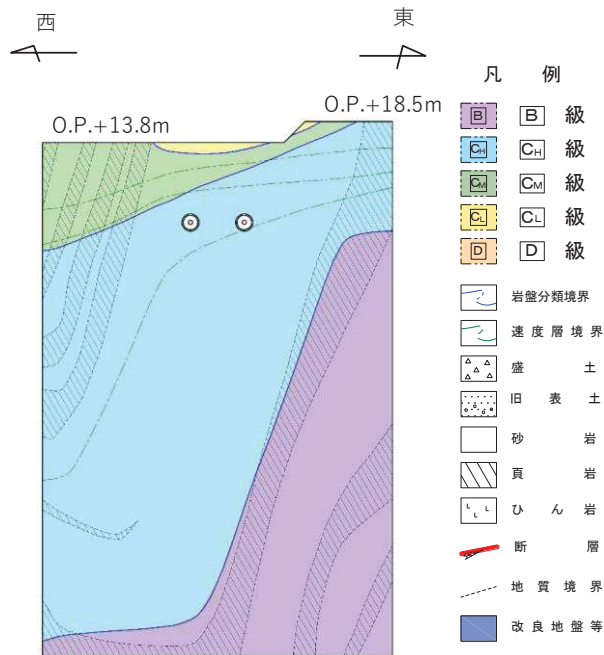 西
東
O.P.+13.8m
O.P.+18.5m
凡 例
B B 級
CH CH 級
CM CM 級
CL CL 級
D D 級
岩盤分類境界
速度層境界
盛土
旧表土
砂岩
頁岩
ひん岩
断層
地質境界
改良地盤等